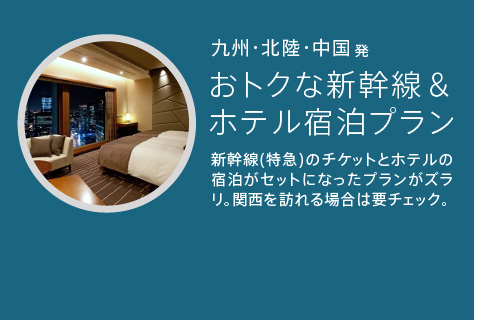 九州･北陸･中国 発
おトクな新幹線＆
ホテル宿泊プラン
新幹線(特急)のチケットとホテルの
宿泊がセットになったプランがズラ
リ。関西を訪れる場合は要チェック。